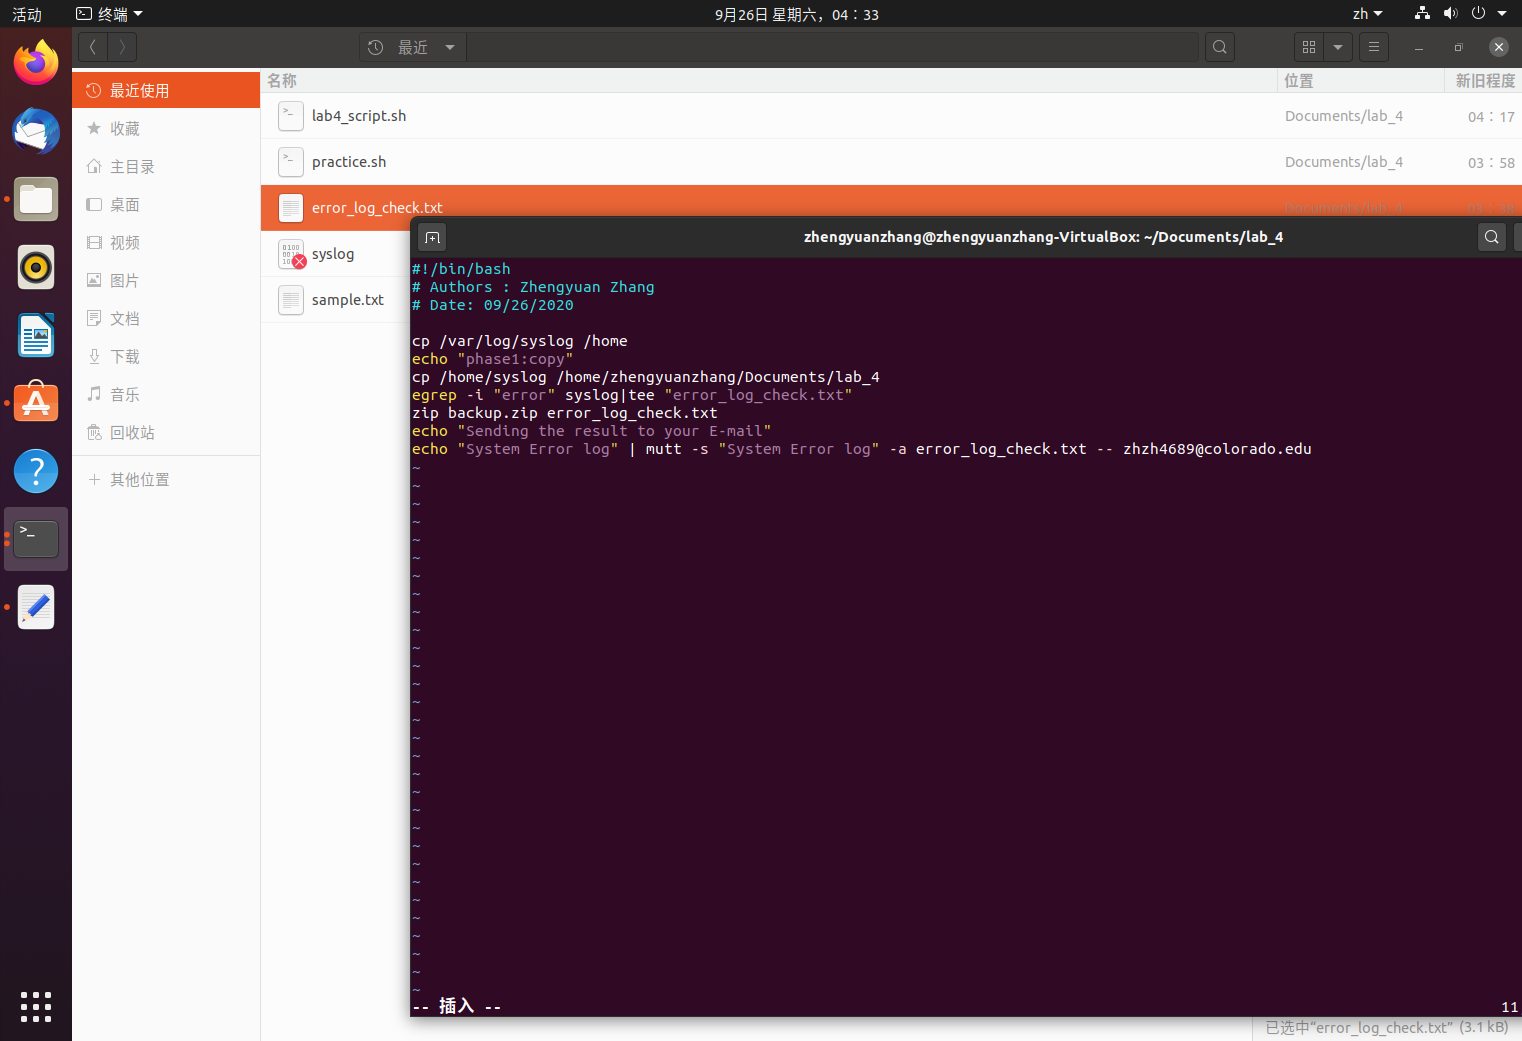 活动
终端
9月26日 星期六，04：33
zh
最近
最近使用
收藏
主目录
桌面
视频
图片
文档
下载
音乐
回收站
其他位置
名称 位置 新旧程度
lab4_script.sh Documents/lab_4 04：17
practice.sh Documents/lab_4 03：58
error_log_check.txt Documents/lab_4
syslog
sample.txt
zhengyuanzhang@zhengyuanzhang-VirtualBox: ~/Documents/lab_4
#!/bin/bash
# Authors : Zhengyuan Zhang
# Date: 09/26/2020
cp /var/log/syslog /home
echo "phase1:copy"
cp /home/syslog /home/zhengyuanzhang/Documents/lab_4
egrep -i "error" syslog|tee "error_log_check.txt"
zip backup.zip error_log_check.txt
echo "Sending the result to your E-mail"
echo "System Error log" | mutt -s "System Error log" -a error_log_check.txt -- zhzh4689@colorado.edu
-- 插入 --
11
已选中"error_log_check.txt" (3.1 kB)